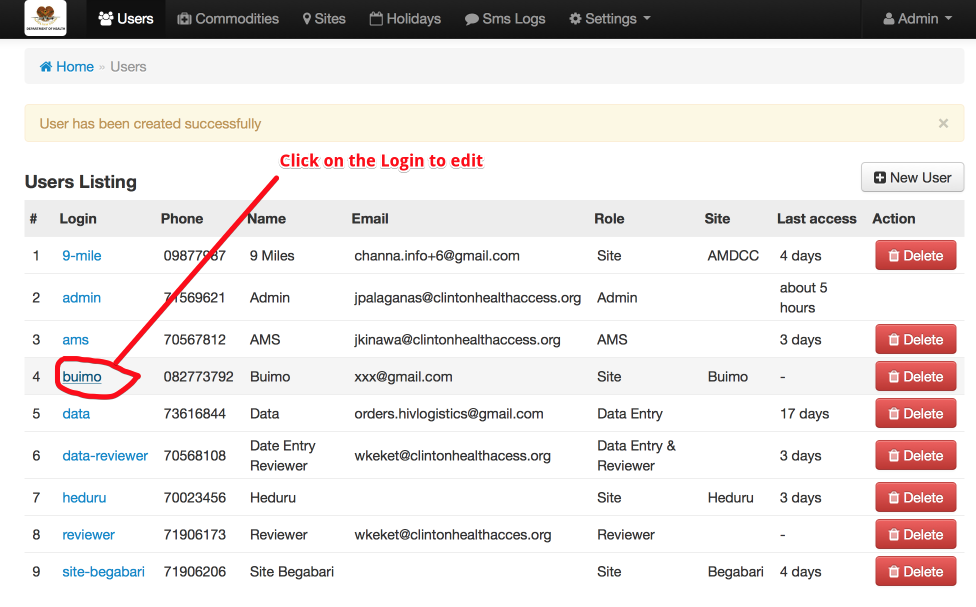 DEPARTMENT OF HEALTH
Users Commodities Sites Holidays Sms Logs Settings Admin
Home » Users
User has been created successfully ×
Click on the Login to edit
Users Listing New User
# Login Phone Name Email Role Site Last access Action
1 9-mile 09877987 9 Miles channa.info+6@gmail.com Site AMDCC 4 days Delete
2 admin 71569621 Admin jpalaganas@clintonhealthaccess.org Admin about 5
hours
3 ams 70567812 AMS jkinawa@clintonhealthaccess.org AMS 3 days Delete
4 buimo 082773792 Buimo xxx@gmail.com Site Buimo - Delete
5 data 73616844 Data orders.hivlogistics@gmail.com Data Entry 17 days Delete
6 data-reviewer 70568108 Date Entry
Reviewer wkeket@clintonhealthacess.org Data Entry &
Reviewer 3 days Delete
7 heduru 70023456 Heduru Site Heduru 3 days Delete
8 reviewer 71906173 Reviewer wkeket@clintonhealthacces.org Reviewer - Delete
9 site-begabari 71906206 Site Begabari Site Begabari 4 days Delete